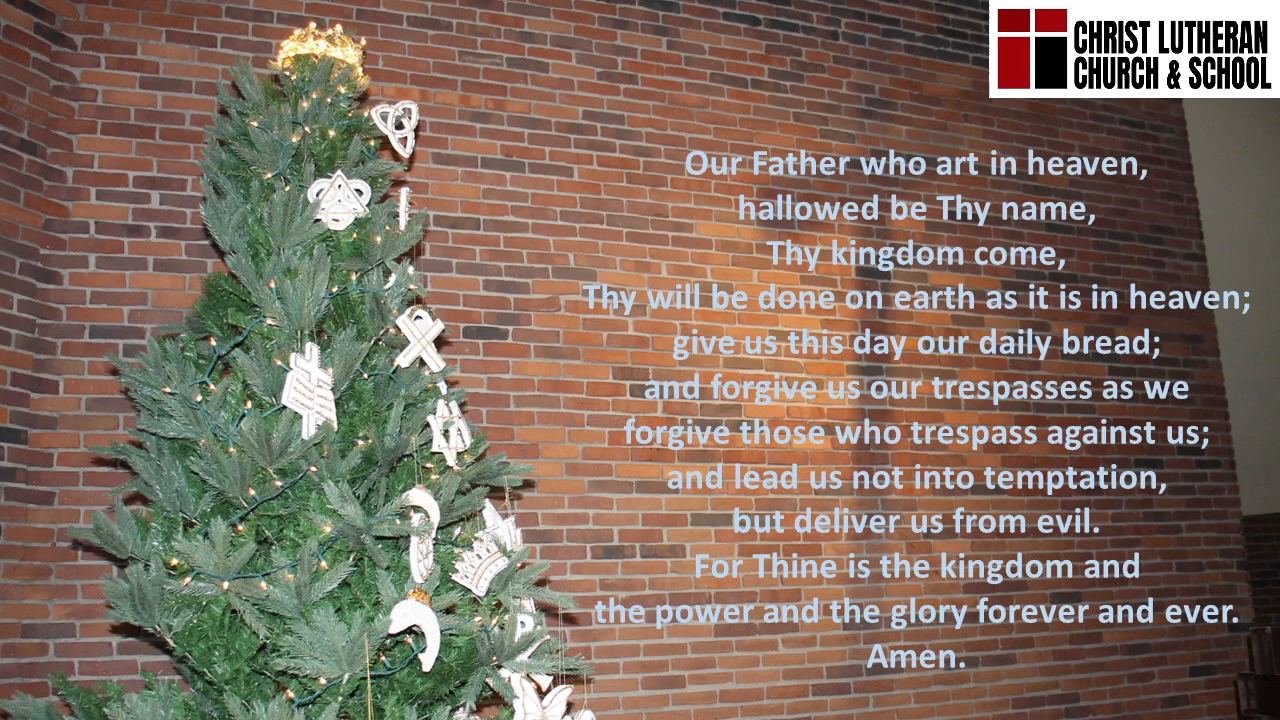 CHRIST LUTHERAN
CHURCH & SCHOOL
Our Father who art in heaven,
hallowed be Thy name,
Thy kingdom come,
Thy will be done on earth as it is in heaven;
give us this day our daily bread;
and forgive us our trespasses as we
forgive those who trespass against us;
and lead us not into temptation,
but deliver us from evil.
For Thine is the kingdom and
the power and the glory forever and ever.
Amen.